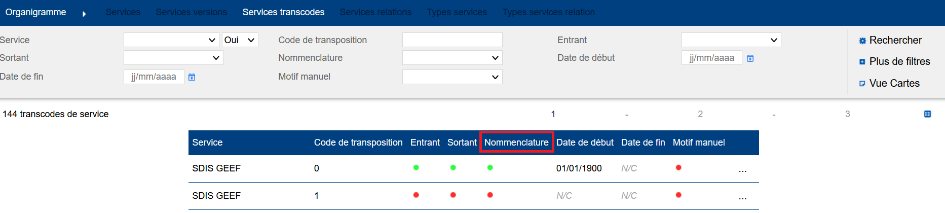 Organigramme Services Services versions Services transcodes Services relations Types services Types services relation
Service Oui Code de transposition Entrant Rechercher
Sortant Nomenclature Date de début jj/mm/aaaa Plus de filtres
Date de fin jj/mm/aaaa Motif manuel Vue Cartes
144 transcodes de service 1 - 2 - 3
Service Code de transposition Entrant Sortant Nommenclature Date de début Date de fin Motif manuel
SDIS GEEF 0 01/01/1900 N/C ...
SDIS GEEF 1 N/C N/C ...